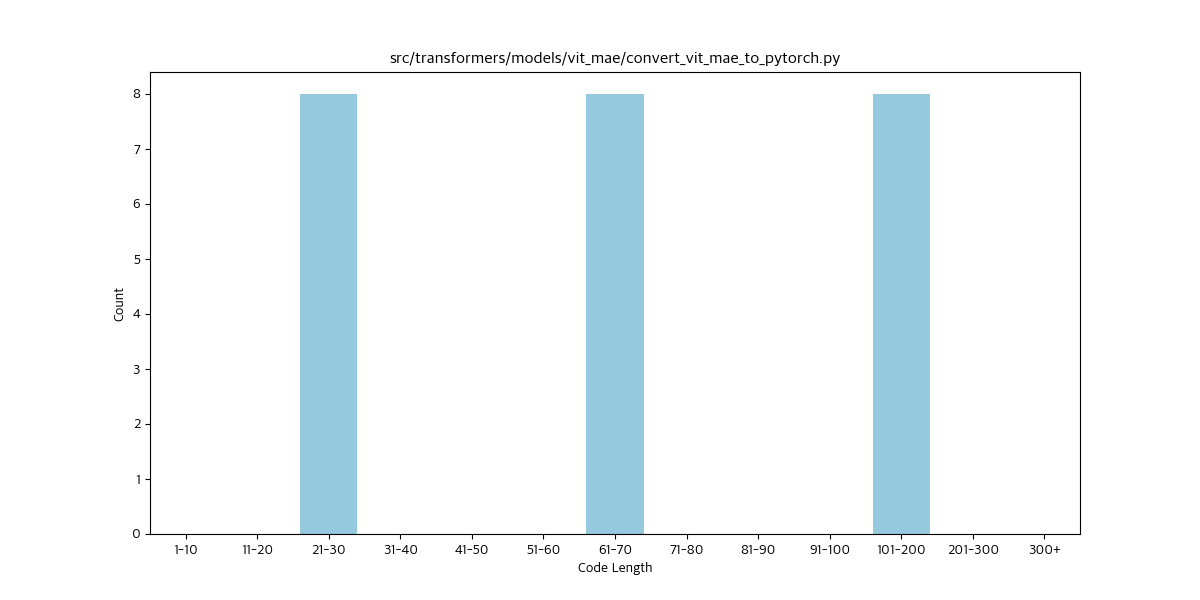 src/transformers/models/vit_mae/convert_vit_mae_to_pytorch.py
8
7
6
5
4
3
2
1
0
Count
1-10 11-20 21-30 31-40 41-50 51-60 61-70 71-80 81-90 91-100 101-200 201-300 300+
Code Length